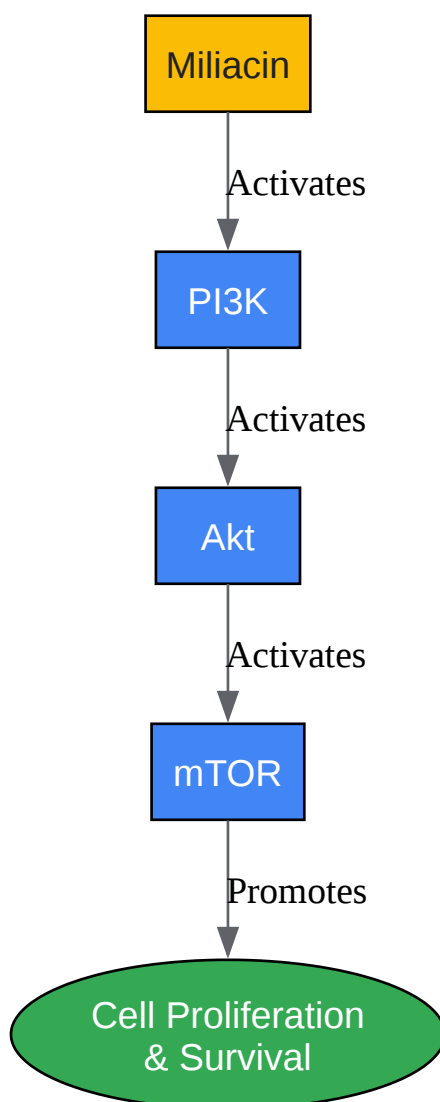 Miliacin
Activates
PI3K
Activates
Akt
Activates
mTOR
Promotes
Cell Proliferation
& Survival